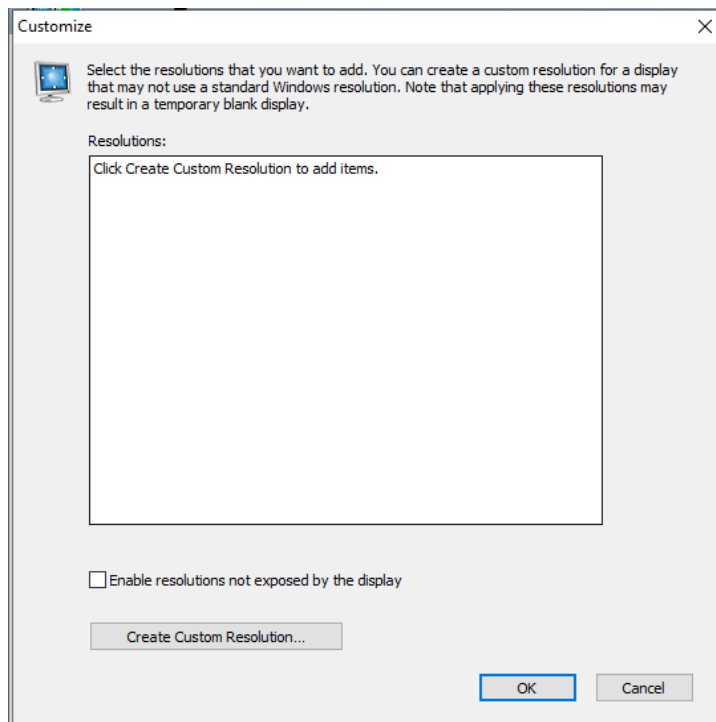 Customize
Select the resolutions that you want to add. You can create a custom resolution for a display
that may not use a standard Windows resolution. Note that applying these resolutions may
result in a temporary blank display.
Resolutions:
Click Create Custom Resolution to add items.
Enable resolutions not exposed by the display
Create Custom Resolution...
OK
Cancel